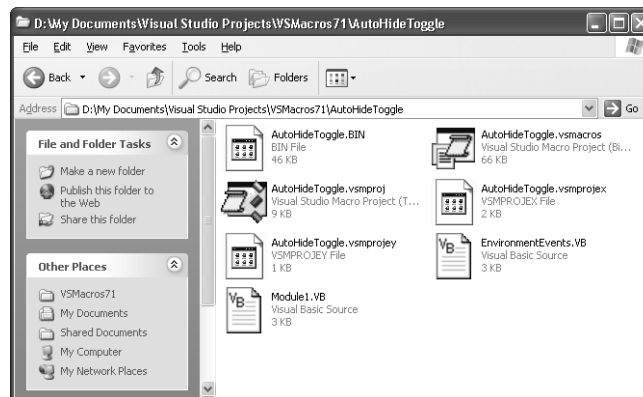 D:\My Documents\Visual Studio Projects\VSMacros71\AutoHideToggle
File Edit View Favorites Tools Help
Back Search Folders
Address D:\My Documents\Visual Studio Projects\VSMacros71\AutoHideToggle Go
File and Folder Tasks
Make a new folder
Publish this folder to
the Web
Share this folder
Other Places
VSMacros71
My Documents
Shared Documents
My Computer
My Network Places
AutoHideToggle.BIN
BIN File
46 KB
AutoHideToggle.vsmacros
Visual Studio Macro Project (Bi...
66 KB
AutoHideToggle.vsmproj
Visual Studio Macro Project (T...
9 KB
AutoHideToggle.vsmprojex
VSMPROJEX File
2 KB
AutoHideToggle.vsmprojey
VSMPROJEY File
1 KB
VB
EnvironmentEvents.VB
Visual Basic Source
3 KB
VB
Module1.VB
Visual Basic Source
3 KB